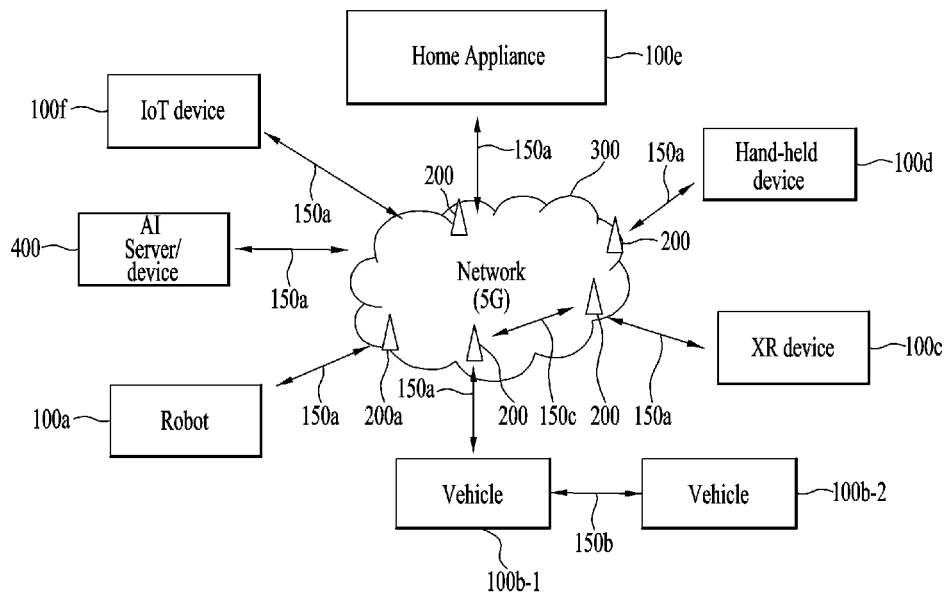 Home Appliance
100e
100f
IoT device
150a
300
150a
Hand-held
device
100d
200
150a
200
400
AI
Server/
device
150a
Network
(5G)
XR device
100c
100a
Robot
150a
200a
150a
200
150c
200
150a
Vehicle
150b
Vehicle
100b-2
100b-1